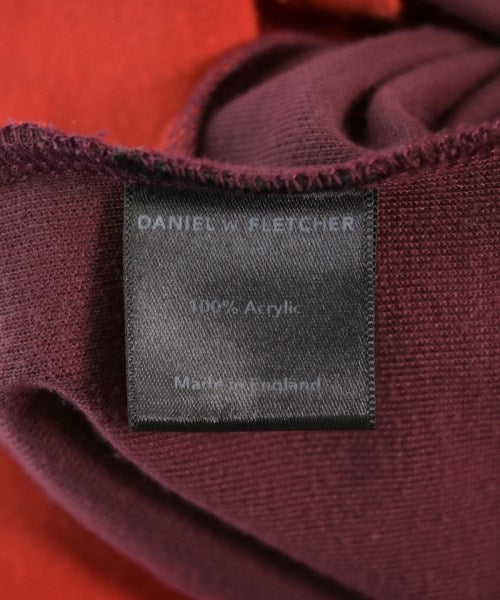 DANIEL w FLETCHER
100% Acrylic
Made in England